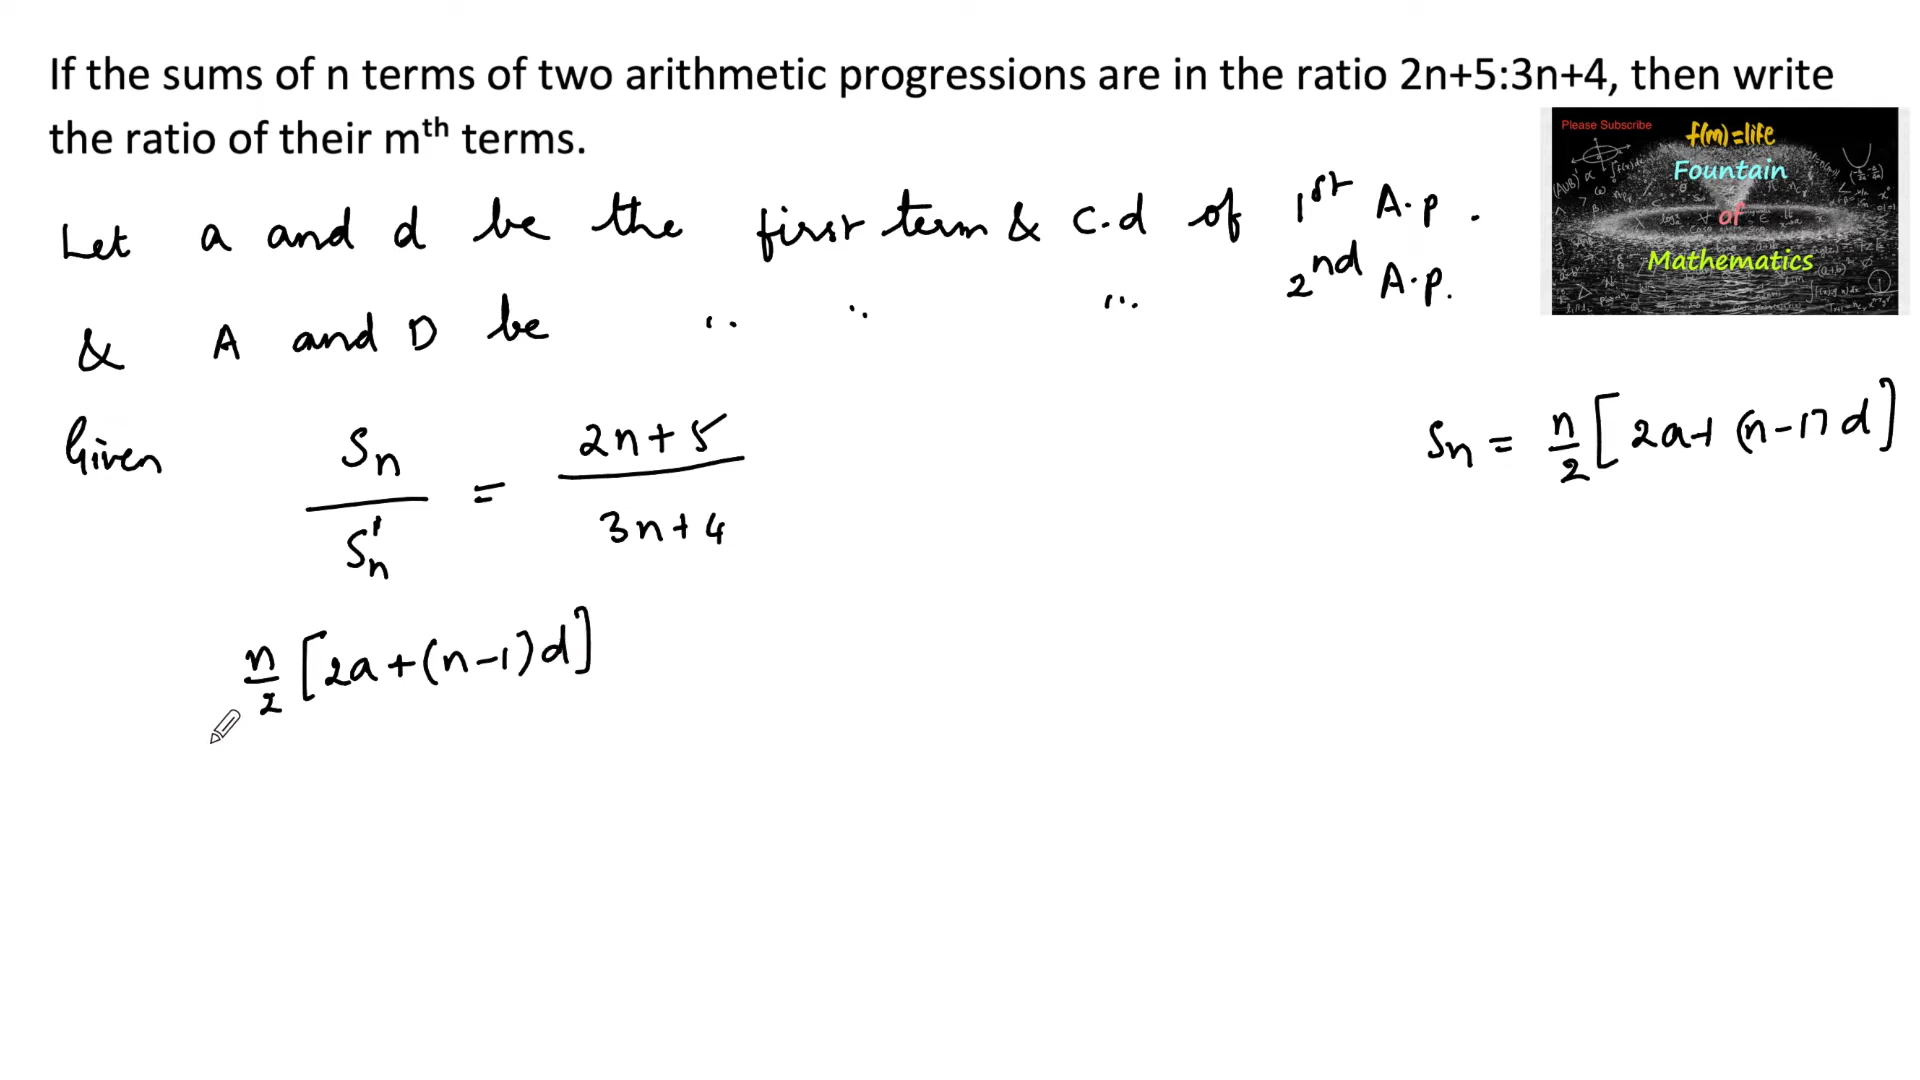 If the sums of n terms of two arithmetic progressions are in the ratio 2n+5:3n+4, then write
the ratio of their mᵗʰ terms.
Please Subscribe
f(m)=life
Fountain
of
Mathematics
Let a and d be the first term & c.d of 1ˢᵗ A.p.
& A and D be '' '' ''' 2ⁿᵈ A.p.
Given Sₙ/Sₙ' = (2n+5)/(3n+4)
Sₙ = n/2 [2a+(n-1)d]
n/2 [2a+(n-1)d]